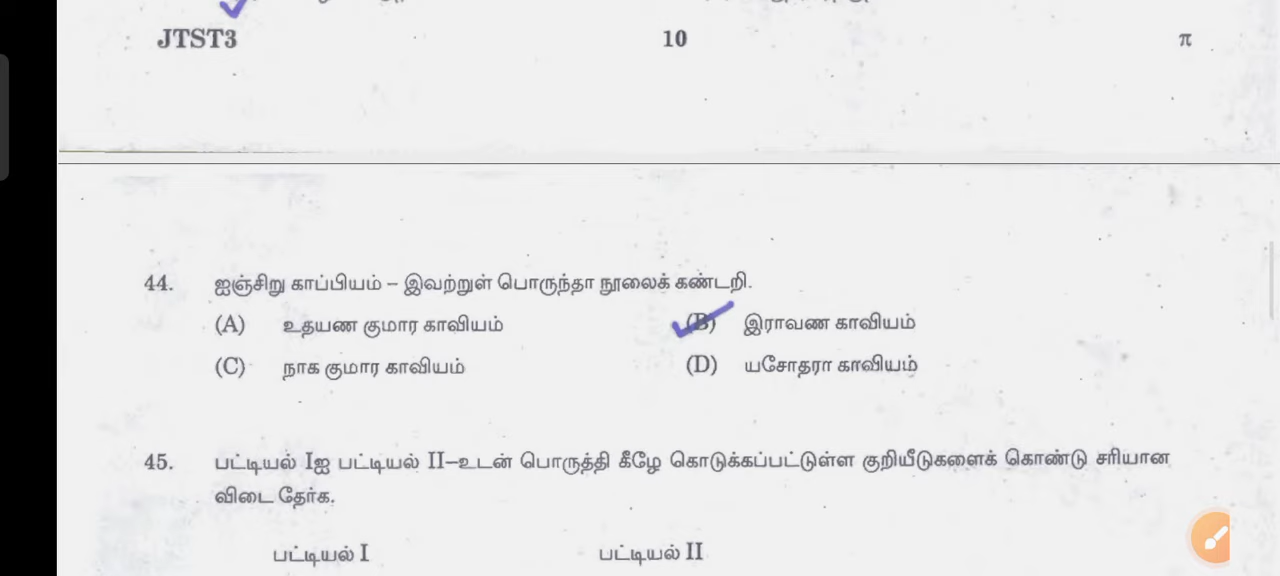 JTST3 10 π
44. ஐஞ்சிறு காப்பியம் – இவற்றுள் பொருந்தா நூலைக் கண்டறி.
(A) உதயண குமார காவியம் (B) இராவண காவியம்
(C) நாக குமார காவியம் (D) யசோதரா காவியம்
45. பட்டியல் Iஐ பட்டியல் II–உடன் பொருத்தி கீழே கொடுக்கப்பட்டுள்ள குறியீடுகளைக் கொண்டு சரியான
விடை தேர்க.
பட்டியல் I பட்டியல் II